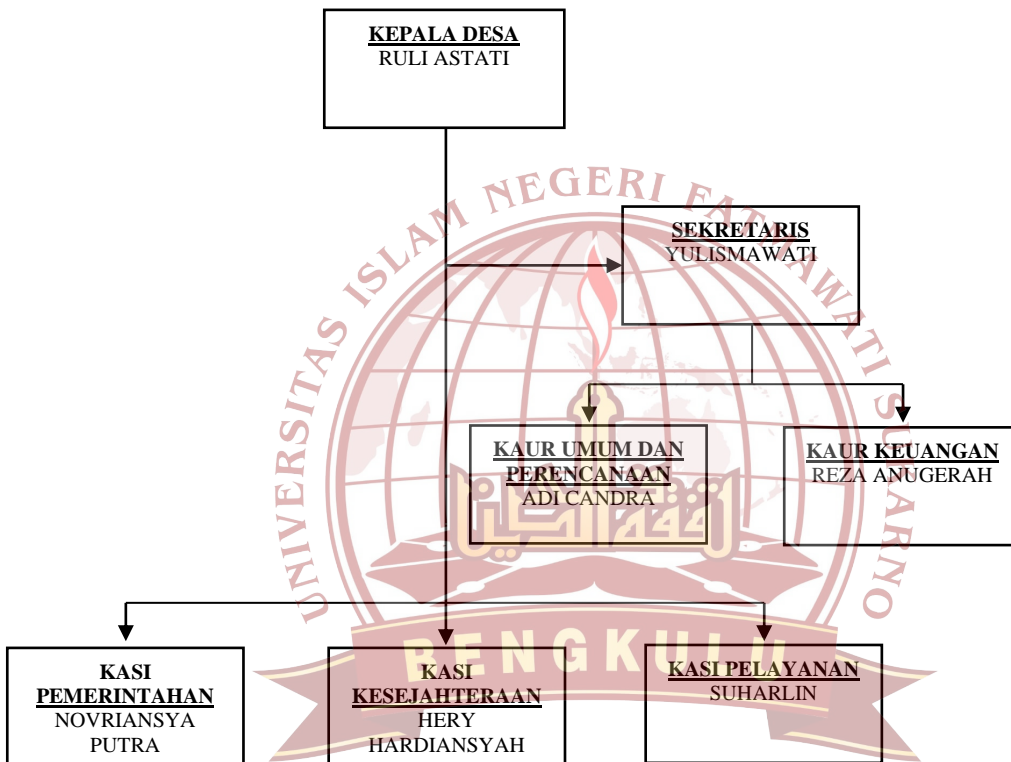 KEPALA DESA
RULI ASTATI
SEKRETARIS
YULISMAWATI
KAUR UMUM DAN
PERENCANAAN
ADI CANDRA
KAUR KEUANGAN
REZA ANUGERAH
KASI
PEMERINTAHAN
NOVRIANSYA
PUTRA
KASI
KESEJAHTERAAN
HERY
HARDIANSYAH
KASI PELAYANAN
SUHARLIN
UNIVERSITAS ISLAM NEGERI FATMAWATI SUKARNO
BENGKULU